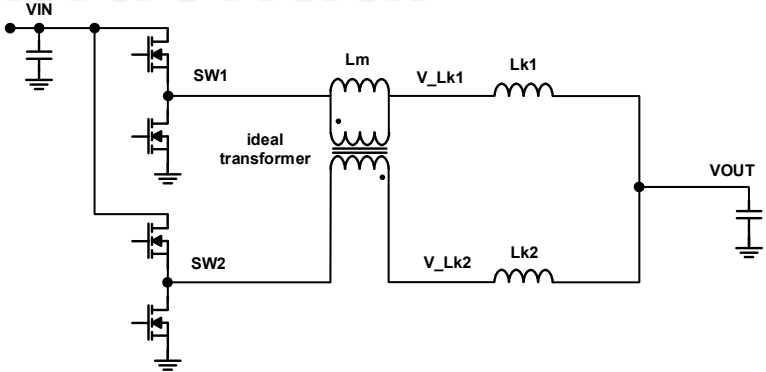 VIN
SW1
Lm
V_Lk1
Lk1
ideal
transformer
VOUT
SW2
V_Lk2
Lk2